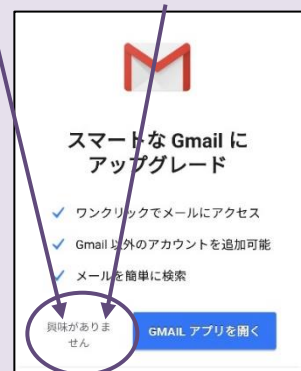 スマートな Gmail に
アップグレード
ワンクリックでメールにアクセス
Gmail 以外のアカウントを追加可能
メールを簡単に検索
興味がありま
せん
GMAIL アプリを開く